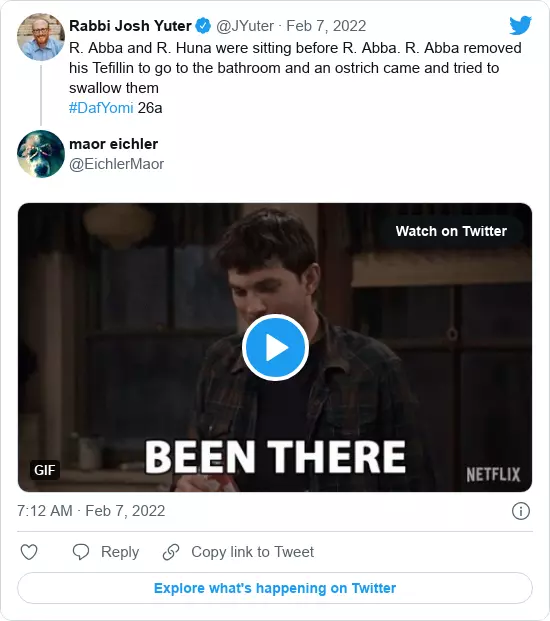 Rabbi Josh Yuter @JYuter · Feb 7, 2022
R. Abba and R. Huna were sitting before R. Abba. R. Abba removed
his Tefillin to go to the bathroom and an ostrich came and tried to
swallow them
#DafYomi 26a
maor eichler
@EichlerMaor
Watch on Twitter
BEEN THERE
GIF
NETFLIX
7:12 AM · Feb 7, 2022
Reply Copy link to Tweet
Explore what's happening on Twitter